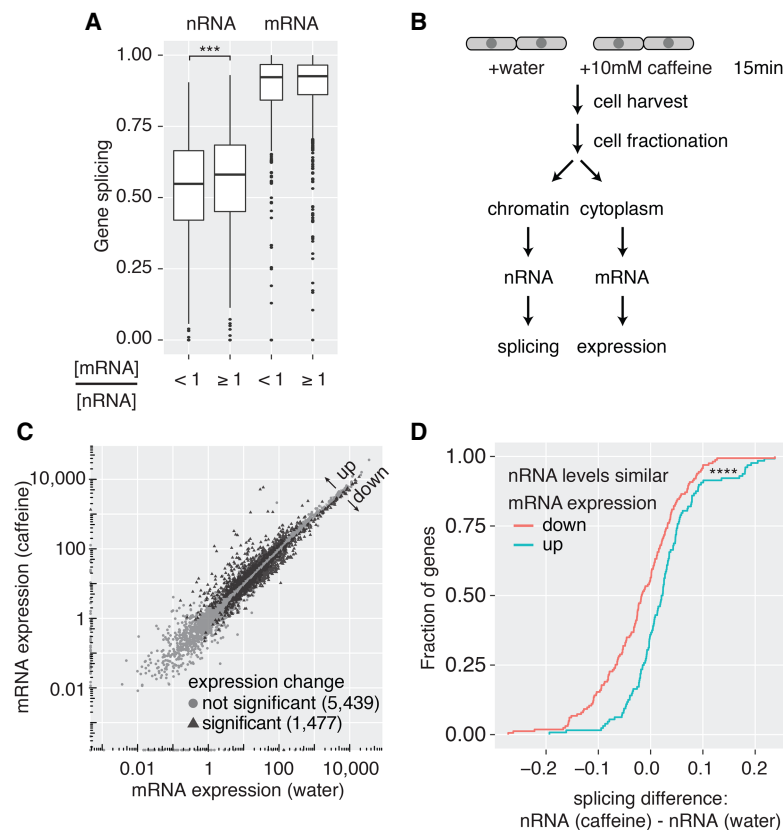 A
nRNA mRNA
***
1.00
0.75
0.50
0.25
0.00
Gene splicing
[mRNA]
[nRNA]
< 1 ≥ 1 < 1 ≥ 1
B
+water +10mM caffeine 15min
cell harvest
cell fractionation
chromatin cytoplasm
nRNA mRNA
splicing expression
C
mRNA expression (caffeine)
10,000
100
1
0.01
up
down
expression change
not significant (5,439)
significant (1,477)
0.01 1 100 10,000
mRNA expression (water)
D
Fraction of genes
1.00
0.75
0.50
0.25
0.00
nRNA levels similar
mRNA expression
down
up
****
−0.2 −0.1 0.0 0.1 0.2
splicing difference:
nRNA (caffeine) - nRNA (water)